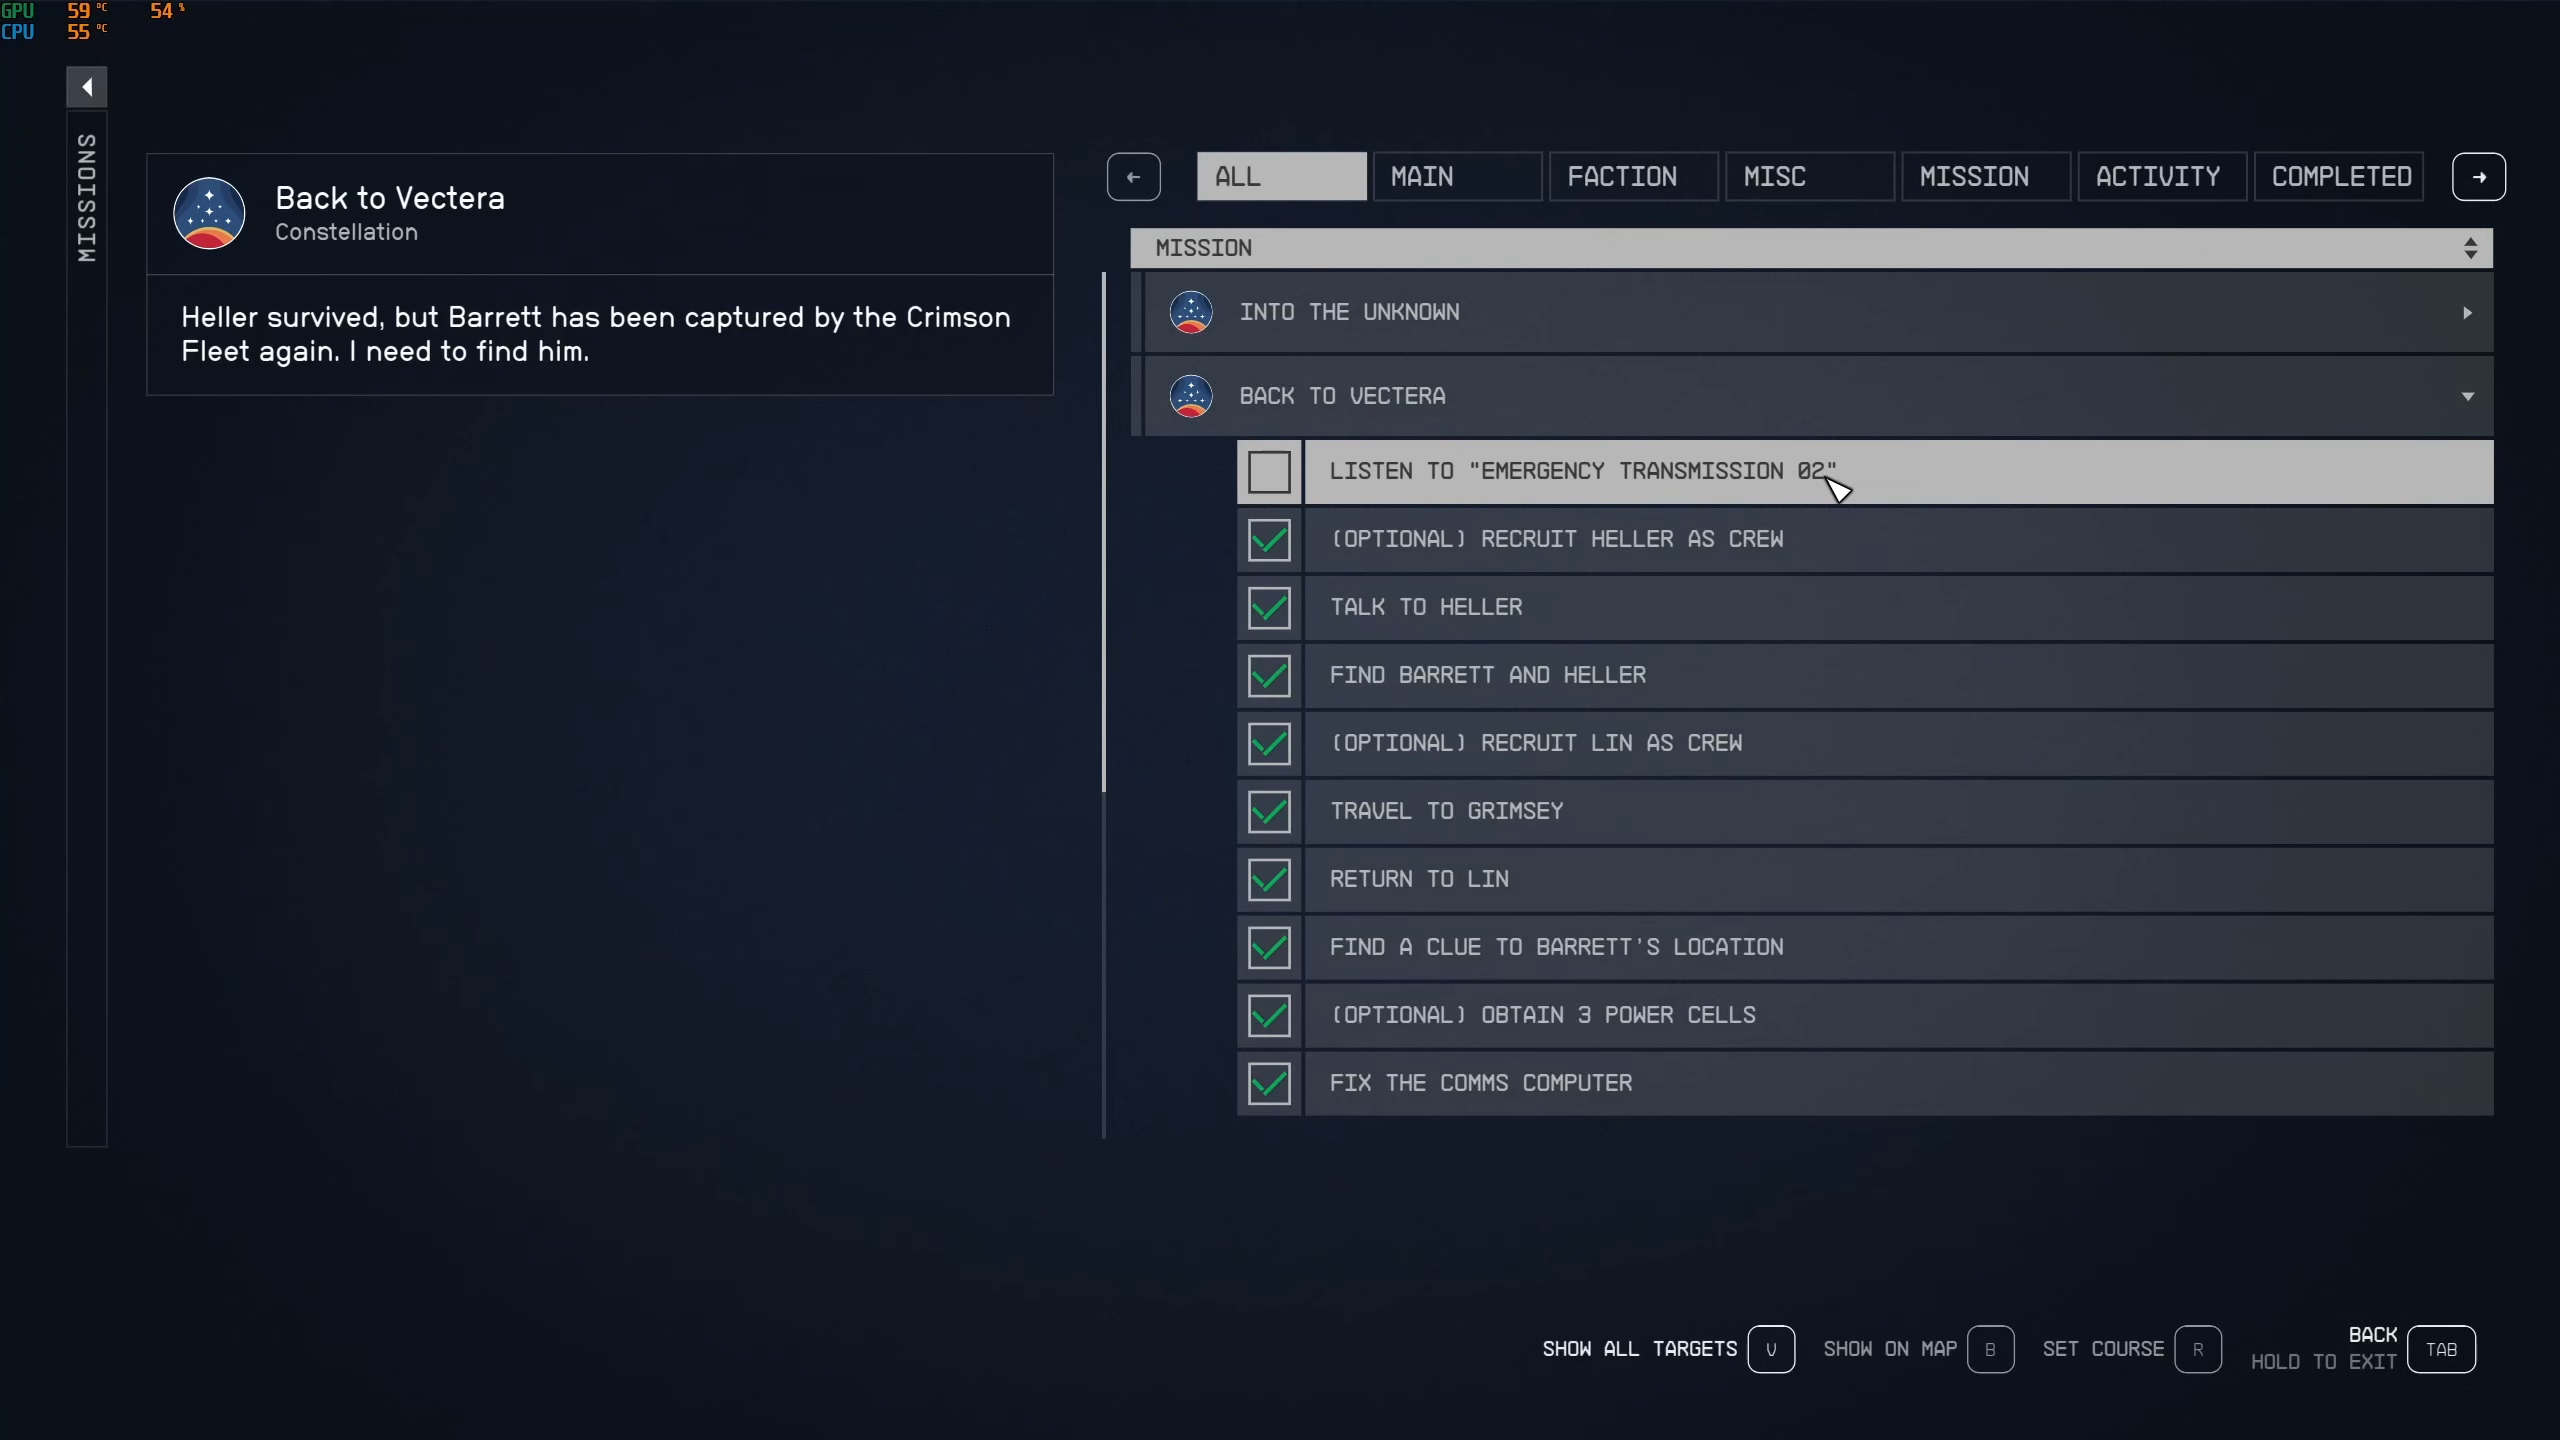 GPU 59 °C 54 %
CPU 55 °C
MISSIONS
Back to Vectera
Constellation
Heller survived, but Barrett has been captured by the Crimson
Fleet again. I need to find him.
ALL MAIN FACTION MISC MISSION ACTIVITY COMPLETED
MISSION
INTO THE UNKNOWN
BACK TO VECTERA
LISTEN TO "EMERGENCY TRANSMISSION 02"
(OPTIONAL) RECRUIT HELLER AS CREW
TALK TO HELLER
FIND BARRETT AND HELLER
(OPTIONAL) RECRUIT LIN AS CREW
TRAVEL TO GRIMSEY
RETURN TO LIN
FIND A CLUE TO BARRETT'S LOCATION
(OPTIONAL) OBTAIN 3 POWER CELLS
FIX THE COMMS COMPUTER
SHOW ALL TARGETS V SHOW ON MAP B SET COURSE R BACK TAB
HOLD TO EXIT